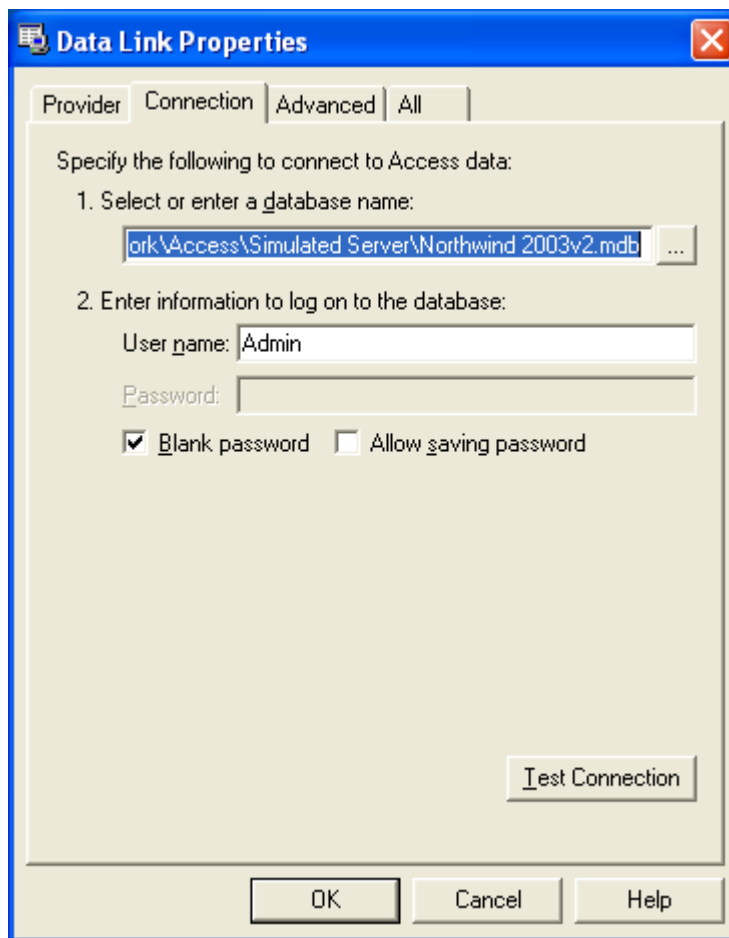 Data Link Properties
Provider Connection Advanced All
Specify the following to connect to Access data:
1. Select or enter a database name:
ork\Access\Simulated Server\Northwind 2003v2.mdb ...
2. Enter information to log on to the database:
User name: Admin
Password:
Blank password Allow saving password
Test Connection
OK Cancel Help